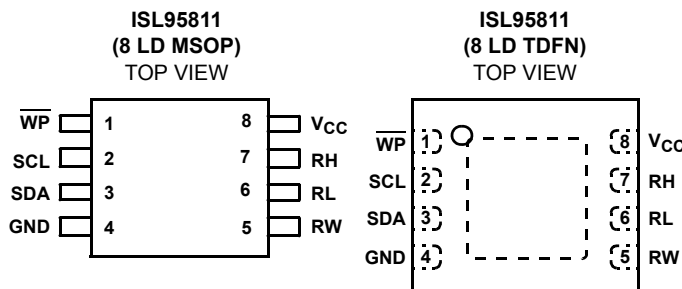 ISL95811
(8 LD MSOP)
TOP VIEW
WP 1 8 VCC
SCL 2 7 RH
SDA 3 6 RL
GND 4 5 RW
ISL95811
(8 LD TDFN)
TOP VIEW
WP 1 8 VCC
SCL 2 7 RH
SDA 3 6 RL
GND 4 5 RW